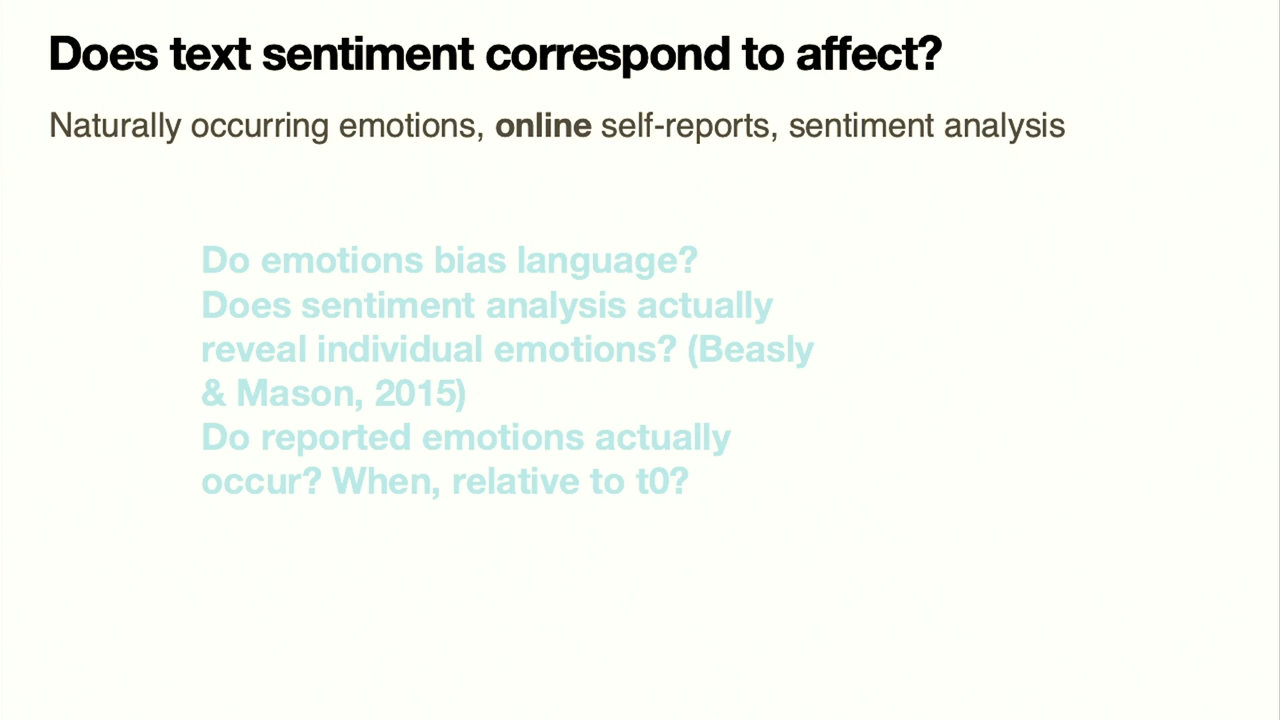 Does text sentiment correspond to affect?
Naturally occurring emotions, online self-reports, sentiment analysis
Do emotions bias language?
Does sentiment analysis actually
reveal individual emotions? (Beasly
& Mason, 2015)
Do reported emotions actually
occur? When, relative to t0?